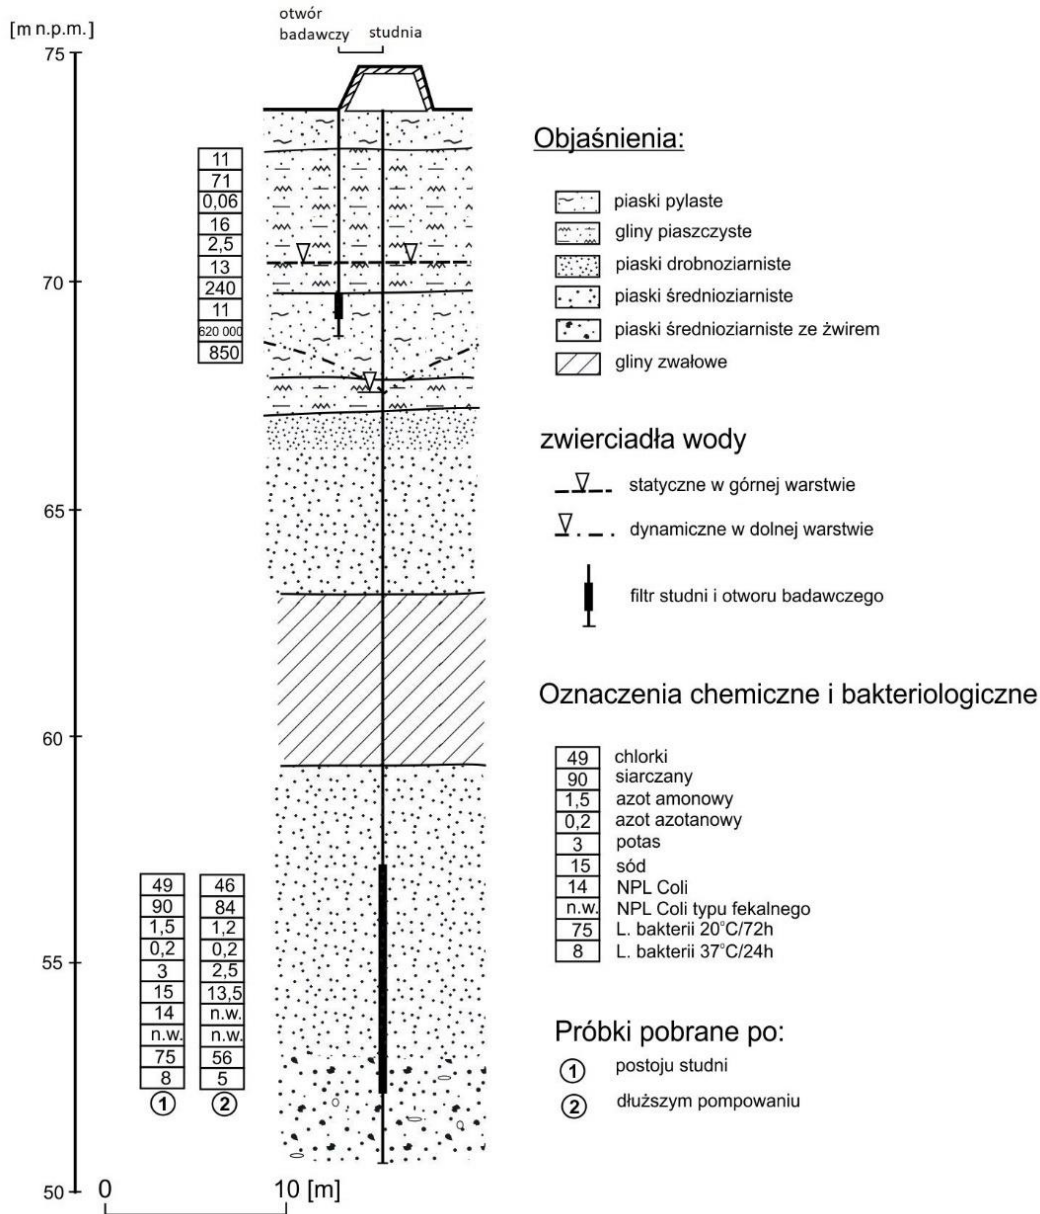 [m n.p.m.]
otwór
badawczy studnia
75
70
65
60
55
50
11
71
0,06
16
2,5
13
240
11
620 000
850
49
90
1,5
0,2
3
15
14
n.w.
75
8
1
46
84
1,2
0,2
2,5
13,5
n.w.
n.w.
56
5
2
0 10 [m]
Objaśnienia:
piaski pylaste
gliny piaszczyste
piaski drobnoziarniste
piaski średnioziarniste
piaski średnioziarniste ze żwirem
gliny zwałowe
zwierciadła wody
statyczne w górnej warstwie
dynamiczne w dolnej warstwie
filtr studni i otworu badawczego
Oznaczenia chemiczne i bakteriologiczne
49 chlorki
90 siarczany
1,5 azot amonowy
0,2 azot azotanowy
3 potas
15 sód
14 NPL Coli
n.w. NPL Coli typu fekalnego
75 L. bakterii 20°C/72h
8 L. bakterii 37°C/24h
Próbki pobrane po:
1 postoju studni
2 dłuższym pompowaniu